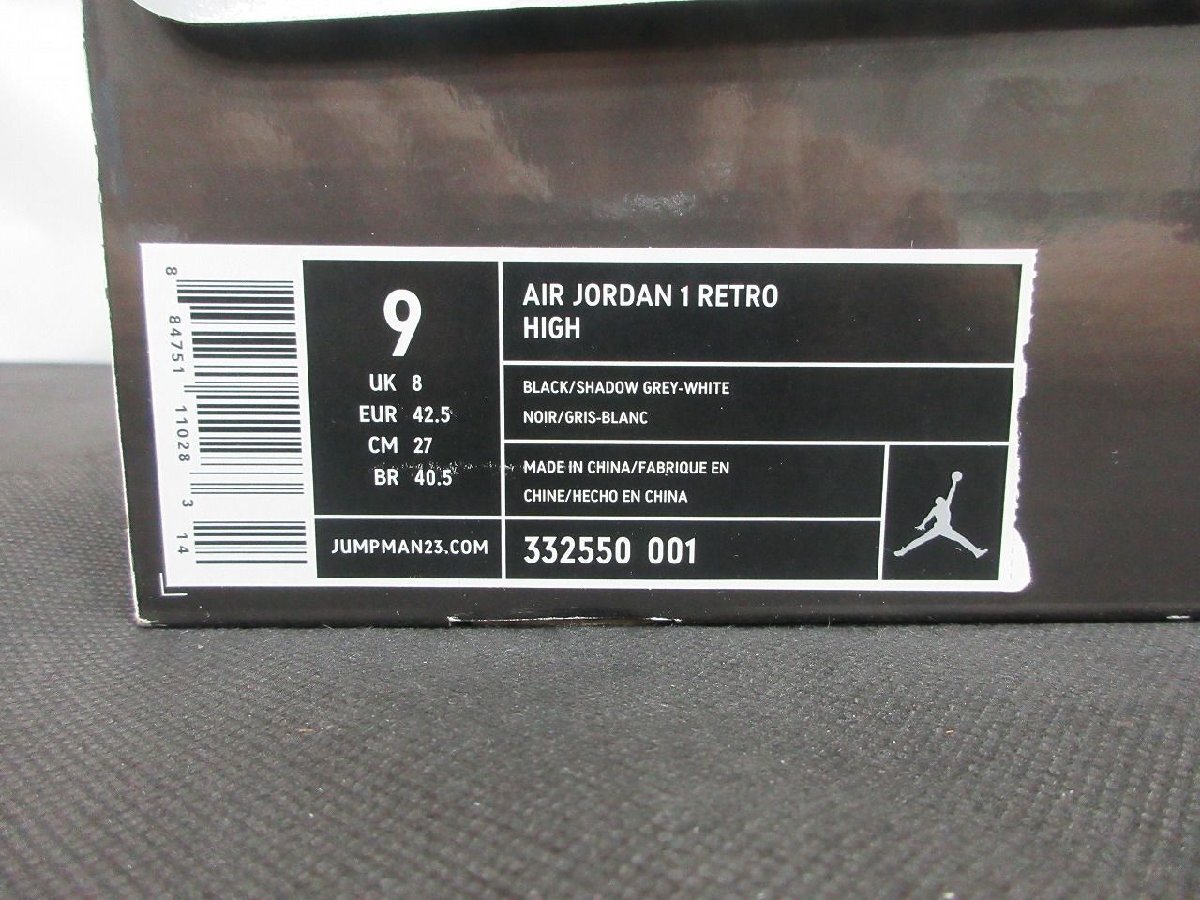 8 84751 11028 3 14
9
UK 8
EUR 42.5
CM 27
BR 40.5
JUMPMAN23.COM
AIR JORDAN 1 RETRO
HIGH
BLACK/SHADOW GREY-WHITE
NOIR/GRIS-BLANC
MADE IN CHINA/FABRIQUE EN
CHINE/HECHO EN CHINA
332550 001